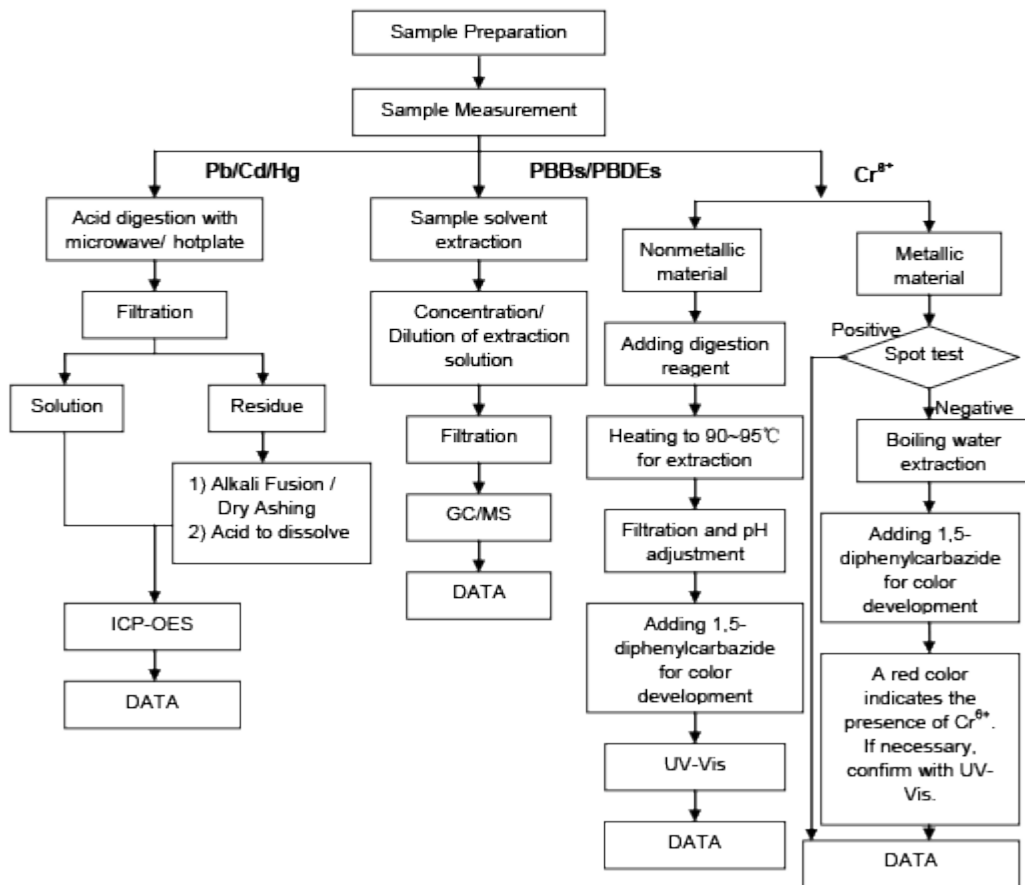 Sample Preparation
Sample Measurement
Pb/Cd/Hg
PBBs/PBDEs
Cr⁶⁺
Acid digestion with
microwave/ hotplate
Filtration
Solution
Residue
1) Alkali Fusion /
Dry Ashing
2) Acid to dissolve
ICP-OES
DATA
Sample solvent
extraction
Concentration/
Dilution of extraction
solution
Filtration
GC/MS
DATA
Nonmetallic
material
Adding digestion
reagent
Heating to 90~95℃
for extraction
Filtration and pH
adjustment
Adding 1,5-
diphenylcarbazide
for color
development
UV-Vis
DATA
Metallic
material
Positive
Spot test
Negative
Boiling water
extraction
Adding 1,5-
diphenylcarbazide
for color
development
A red color
indicates the
presence of Cr⁶⁺.
If necessary,
confirm with UV-
Vis.
DATA